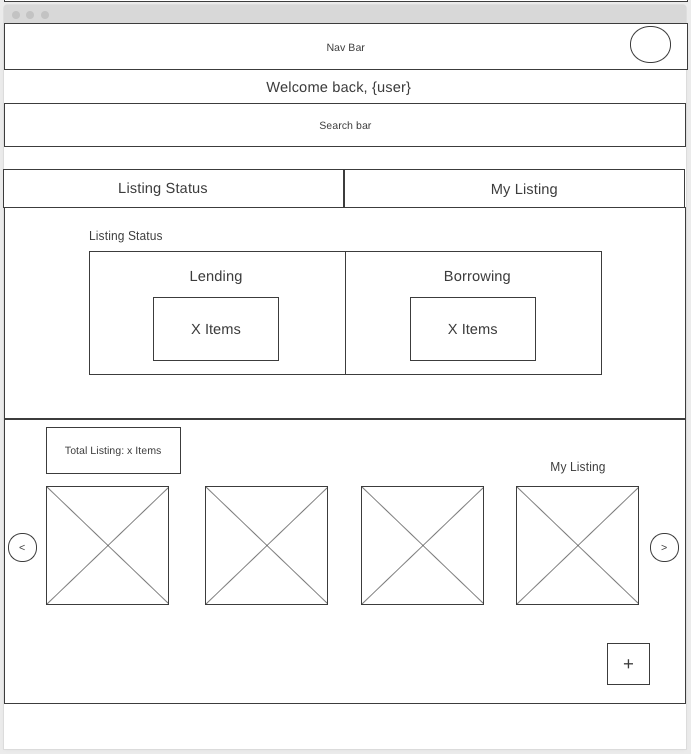 Nav Bar
Welcome back, {user}
Search bar
Listing Status
My Listing
Listing Status
Lending
Borrowing
X Items
X Items
Total Listing: x Items
My Listing
<
>
+